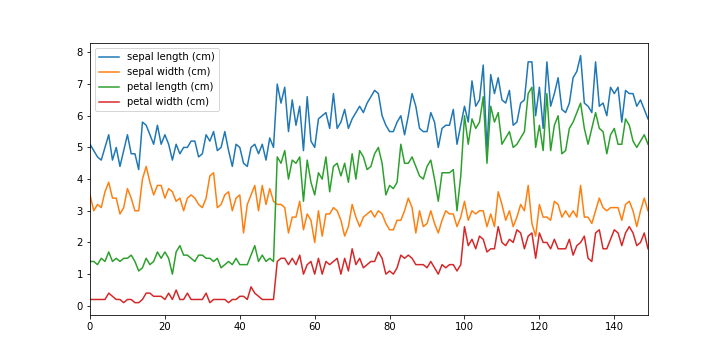 sepal length (cm)
sepal width (cm)
petal length (cm)
petal width (cm)
8
7
6
5
4
3
2
1
0
0 20 40 60 80 100 120 140